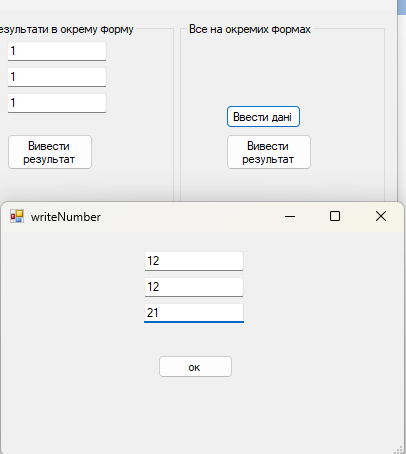 езультати в окрему форму
Все на окремих формах
1
1
1
Ввести дані
Вивести
результат
Вивести
результат
writeNumber
12
12
21
ок